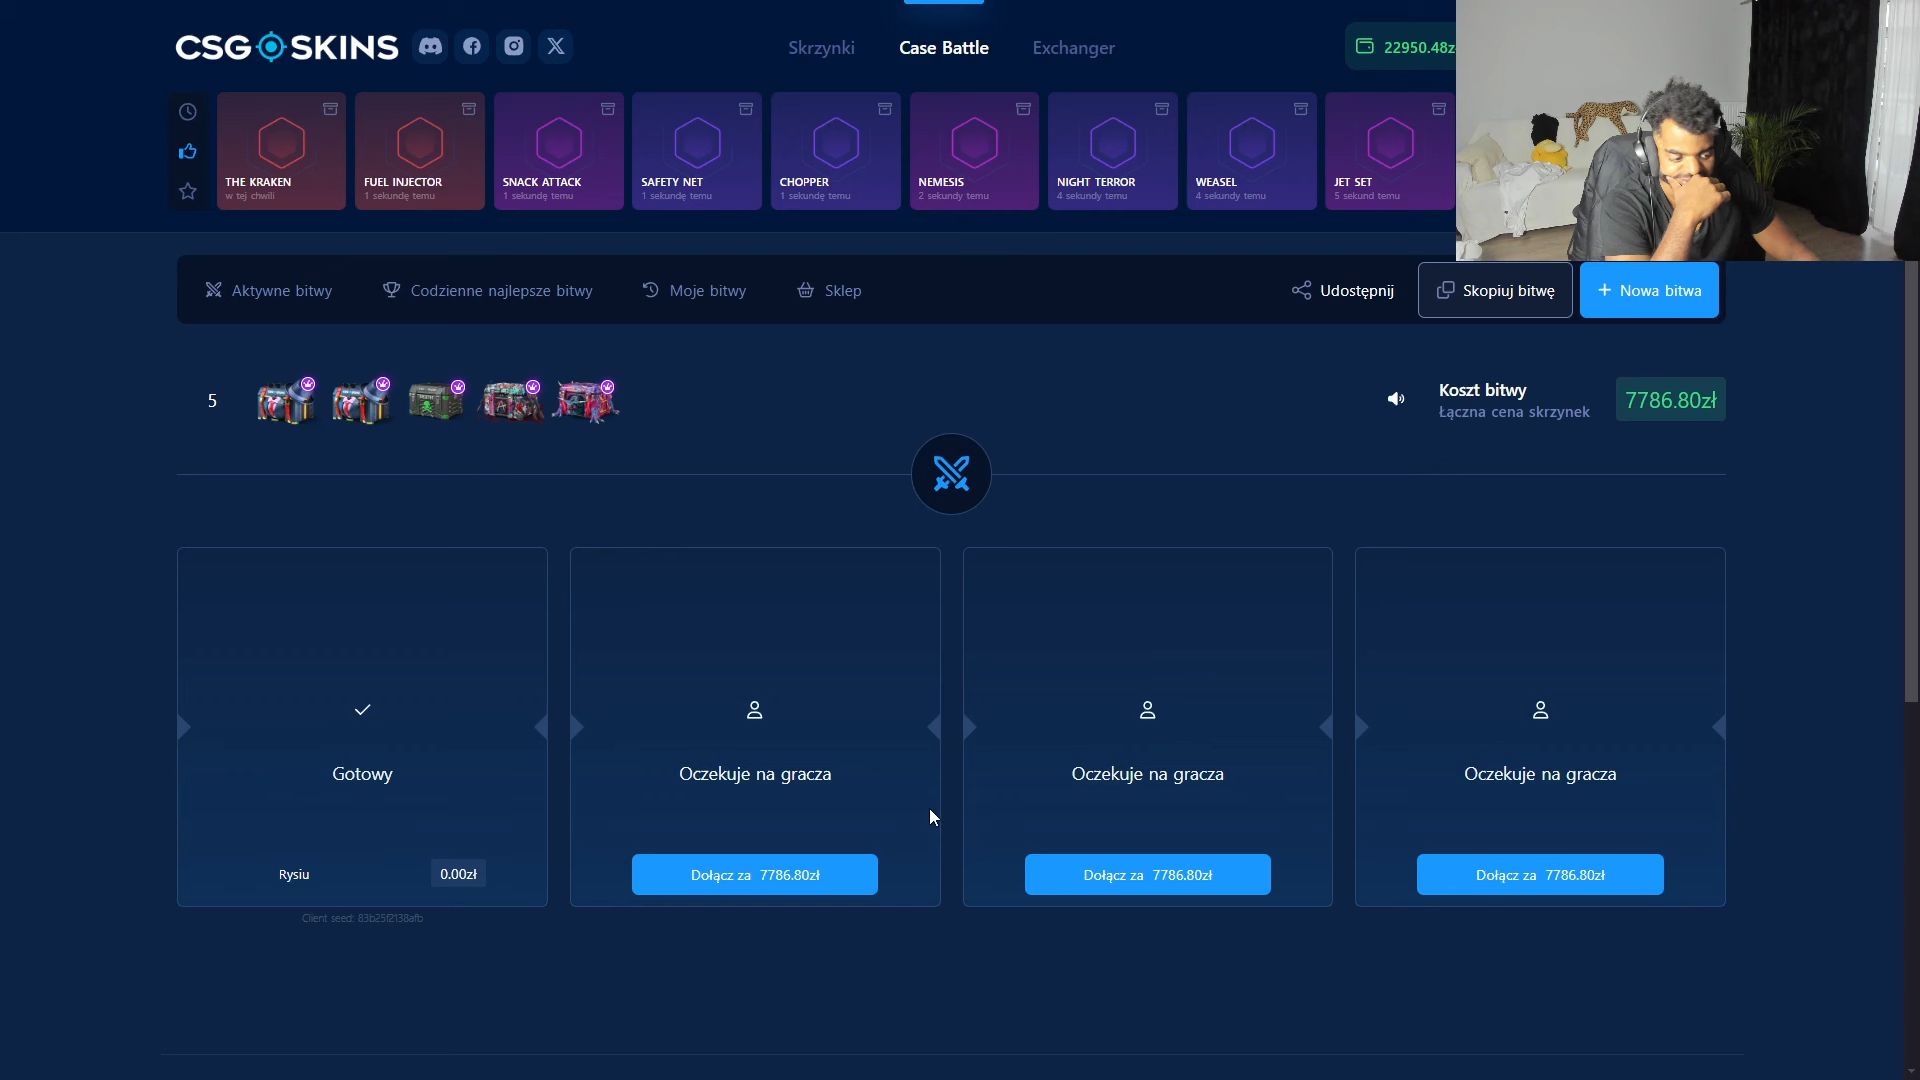 CSGOSKINS
Skrzynki
Case Battle
Exchanger
22950.48z
THE KRAKEN
w tej chwili
FUEL INJECTOR
1 sekundę temu
SNACK ATTACK
1 sekundę temu
SAFETY NET
1 sekundę temu
CHOPPER
1 sekundę temu
NEMESIS
2 sekundy temu
NIGHT TERROR
4 sekundy temu
WEASEL
4 sekundy temu
JET SET
5 sekund temu
Aktywne bitwy
Codzienne najlepsze bitwy
Moje bitwy
Sklep
Udostępnij
Skopiuj bitwę
+ Nowa bitwa
5
Koszt bitwy
Łączna cena skrzynek
7786.80zł
Gotowy
Oczekuje na gracza
Oczekuje na gracza
Oczekuje na gracza
Rysiu
0.00zł
Dołącz za 7786.80zł
Dołącz za 7786.80zł
Dołącz za 7786.80zł
Client seed: 83b25f2138afb